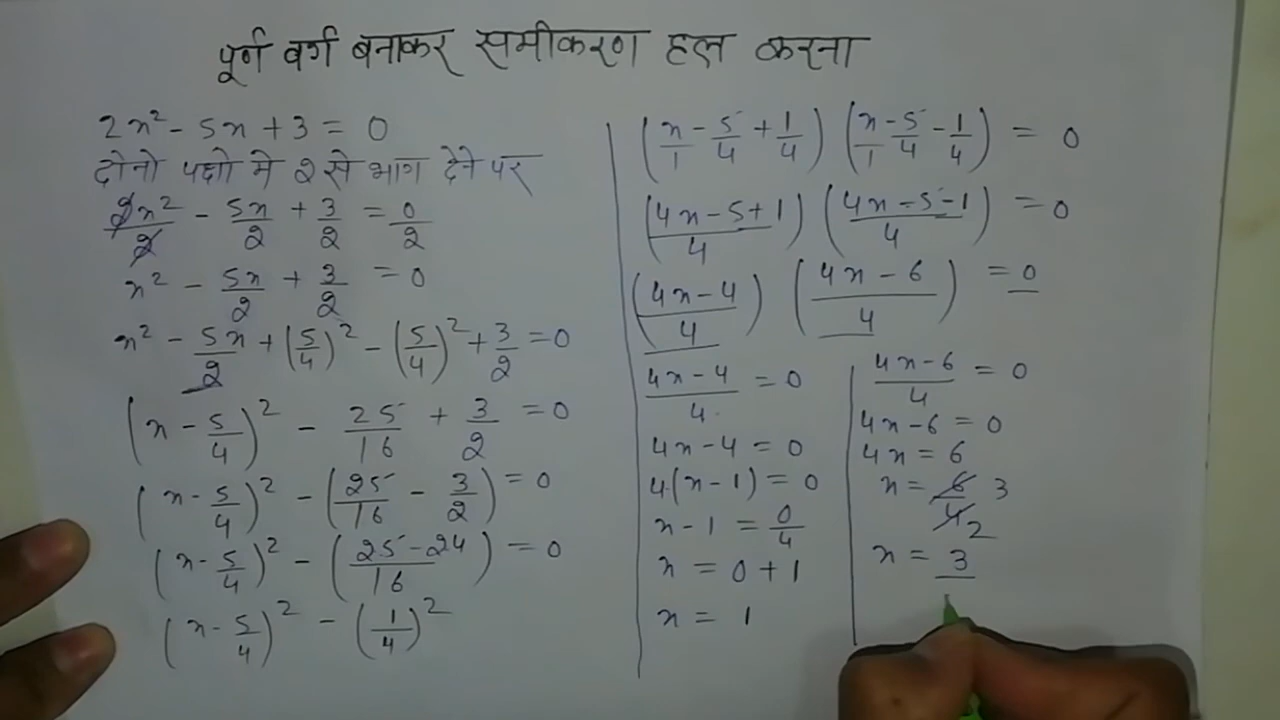 पूर्ण वर्ग बनाकर समीकरण हल करना
2x² - 5x + 3 = 0
दोनो पक्षो मे 2 से भाग देने पर
2x²/2 - 5x/2 + 3/2 = 0/2
x² - 5x/2 + 3/2 = 0
x² - 5x/2 + (5/4)² - (5/4)² + 3/2 = 0
(x - 5/4)² - 25/16 + 3/2 = 0
(x - 5/4)² - (25/16 - 3/2) = 0
(x - 5/4)² - (25-24/16) = 0
(x - 5/4)² - (1/4)²
(x/1 - 5/4 + 1/4) (x/1 - 5/4 - 1/4) = 0
(4x-5+1/4) (4x-5-1/4) = 0
(4x-4/4) (4x-6/4) = 0
4x-4/4 = 0
4x-4 = 0
4(x-1) = 0
x-1 = 0/4
x = 0+1
x = 1
4x-6/4 = 0
4x-6 = 0
4x = 6
x = 6/4 3 2
x = 3